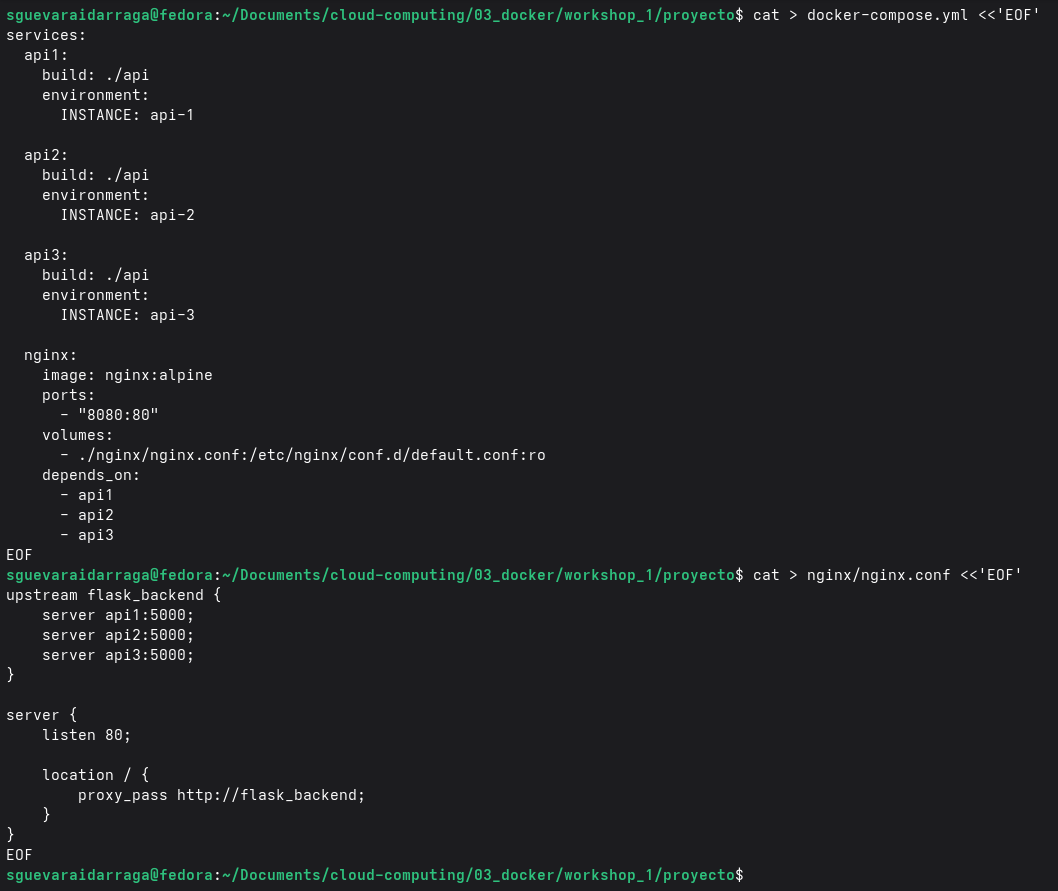 sguevaraidarraga@fedora:~/Documents/cloud-computing/03_docker/workshop_1/proyecto$ cat > docker-compose.yml <<'EOF'
services:
  api1:
    build: ./api
    environment:
      INSTANCE: api-1

  api2:
    build: ./api
    environment:
      INSTANCE: api-2

  api3:
    build: ./api
    environment:
      INSTANCE: api-3

  nginx:
    image: nginx:alpine
    ports:
      - "8080:80"
    volumes:
      - ./nginx/nginx.conf:/etc/nginx/conf.d/default.conf:ro
    depends_on:
      - api1
      - api2
      - api3
EOF
sguevaraidarraga@fedora:~/Documents/cloud-computing/03_docker/workshop_1/proyecto$ cat > nginx/nginx.conf <<'EOF'
upstream flask_backend {
    server api1:5000;
    server api2:5000;
    server api3:5000;
}

server {
    listen 80;

    location / {
        proxy_pass http://flask_backend;
    }
}
EOF
sguevaraidarraga@fedora:~/Documents/cloud-computing/03_docker/workshop_1/proyecto$